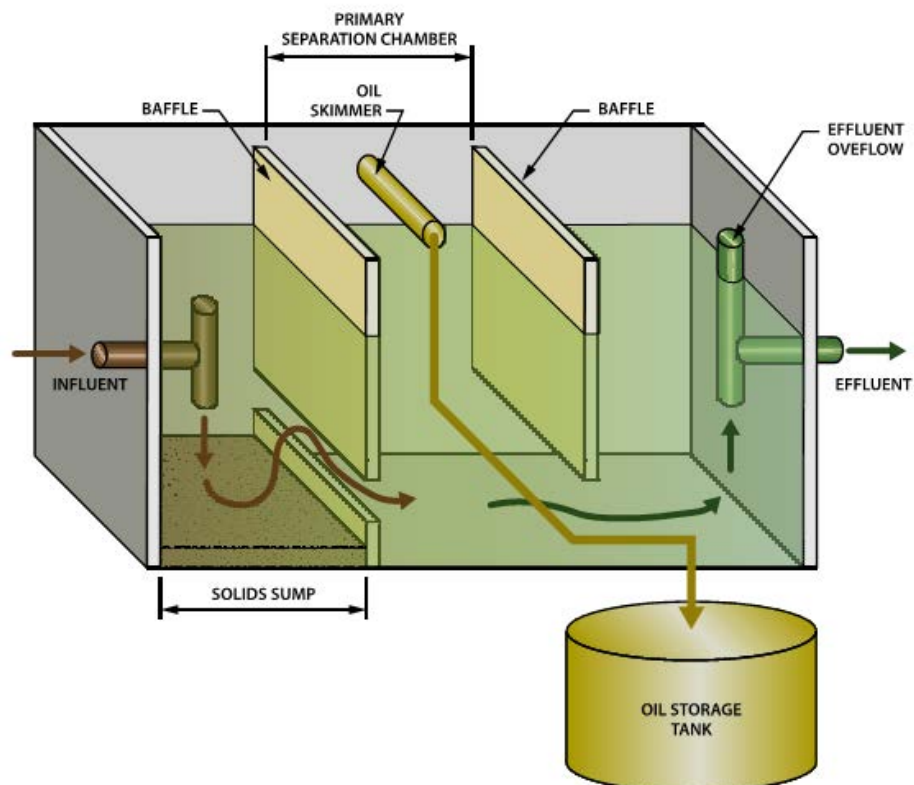 PRIMARY
SEPARATION CHAMBER
OIL
SKIMMER
BAFFLE
BAFFLE
EFFLUENT
OVEFLOW
INFLUENT
EFFLUENT
SOLIDS SUMP
OIL STORAGE
TANK